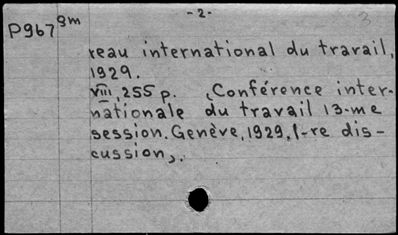 -2-
3
P967 9m
reau international du travail,
1929.
VIII, 255 p. (Conférence inter-
nationale du travail 13-me
session. Genève, 1929, 1-re dis-
cussion).